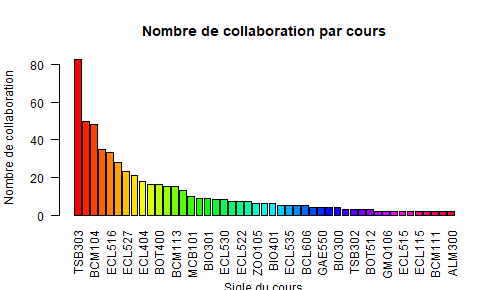 Nombre de collaboration par cours
Nombre de collaboration
80
60
40
20
0
TSB303
BCM104
ECL516
ECL527
ECL404
BOT400
BCM113
MCB101
BIO301
ECL530
ECL522
ZOO105
BIO401
ECL535
BCL606
GAE550
BIO300
TSB302
BOT512
GMQ106
ECL515
ECL115
BCM111
ALM300
Sigle du cours